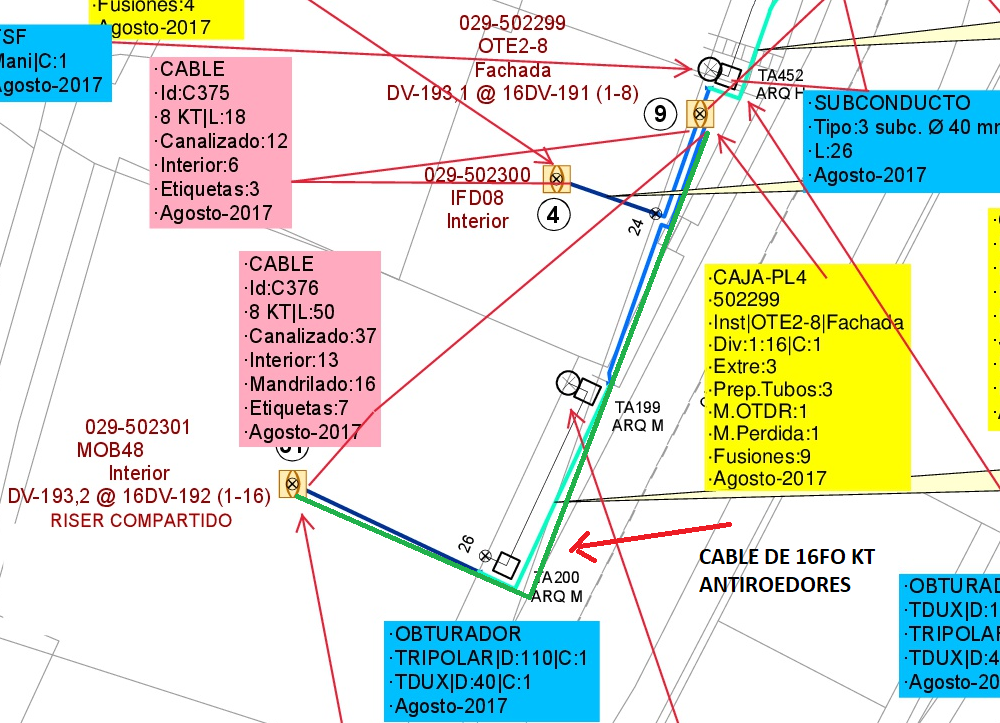 ·Fusiones:4
Agosto-2017
TSF
Mani|C:1
Agosto-2017
·CABLE
·Id:C375
·8 KT|L:18
·Canalizado:12
·Interior:6
·Etiquetas:3
·Agosto-2017
029-502299
OTE2-8
Fachada
DV-193,1 @ 16DV-191 (1-8)
TA452
ARQ H
9
·SUBCONDUCTO
·Tipo:3 subc. Ø 40 mm
·L:26
·Agosto-2017
029-502300
IFD08
Interior
4
24
·CABLE
·Id:C376
·8 KT|L:50
·Canalizado:37
·Interior:13
·Mandrilado:16
·Etiquetas:7
·Agosto-2017
·CAJA-PL4
·502299
·Inst|OTE2-8|Fachada
·Div:1:16|C:1
·Extre:3
·Prep.Tubos:3
·M.OTDR:1
·M.Perdida:1
·Fusiones:9
·Agosto-2017
TA199
ARQ M
029-502301
MOB48
Interior
DV-193,2 @ 16DV-192 (1-16)
RISER COMPARTIDO
26
TA200
ARQ M
CABLE DE 16FO KT
ANTIROEDORES
·OBTURADOR
·TRIPOLAR|D:110|C:1
·TDUX|D:40|C:1
·Agosto-2017
·OBTURAD
·TDUX|D:1
·TRIPOLAR
·TDUX|D:4
·Agosto-20